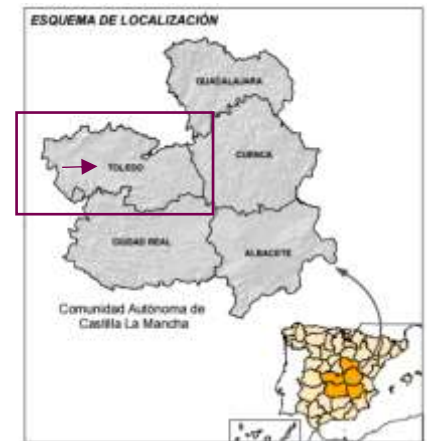 ESQUEMA DE LOCALIZACIÓN
GUADALAJARA
TOLEDO
CUENCA
CIUDAD REAL
ALBACETE
Comunidad Autónoma de
Castilla La Mancha